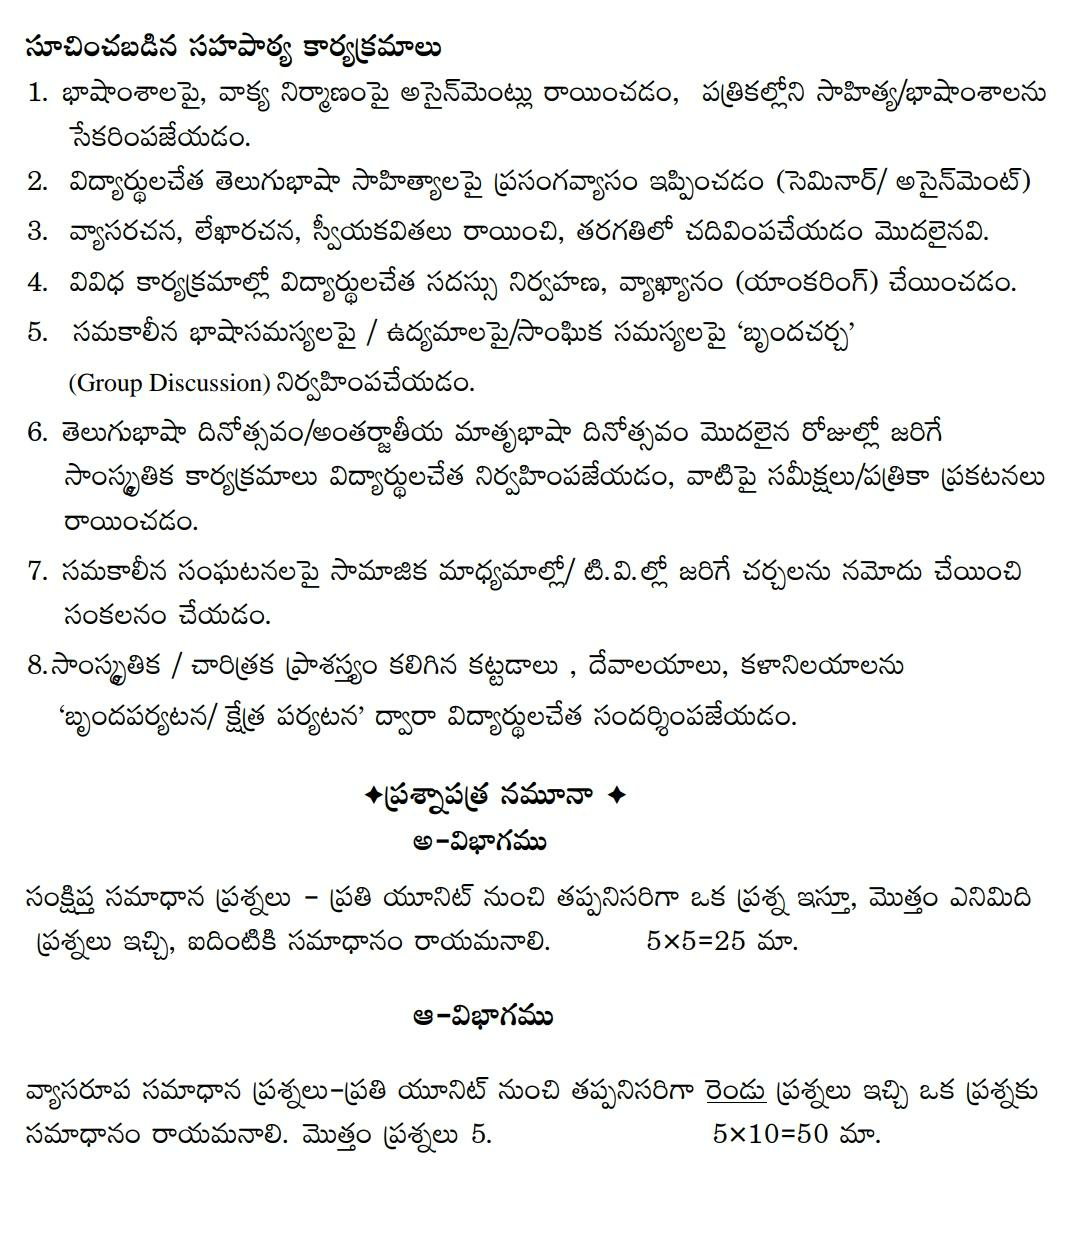 సూచించబడిన సహపాఠ్య కార్యక్రమాలు
1. భాషాంశాలపై, వాక్య నిర్మాణంపై అసైన్‌మెంట్లు రాయించడం, పత్రికల్లోని సాహిత్య/భాషాంశాలను
సేకరింపజేయడం.
2. విద్యార్థులచేత తెలుగుభాషా సాహిత్యాలపై ప్రసంగవ్యాసం ఇప్పించడం (సెమినార్/ అసైన్‌మెంట్)
3. వ్యాసరచన, లేఖారచన, స్వీయకవితలు రాయించి, తరగతిలో చదివింపచేయడం మొదలైనవి.
4. వివిధ కార్యక్రమాల్లో విద్యార్థులచేత సదస్సు నిర్వహణ, వ్యాఖ్యానం (యాంకరింగ్) చేయించడం.
5. సమకాలీన భాషాసమస్యలపై / ఉద్యమాలపై/సాంఘిక సమస్యలపై ‘బృందచర్చ’
(Group Discussion) నిర్వహింపచేయడం.
6. తెలుగుభాషా దినోత్సవం/అంతర్జాతీయ మాతృభాషా దినోత్సవం మొదలైన రోజుల్లో జరిగే
సాంస్కృతిక కార్యక్రమాలు విద్యార్థులచేత నిర్వహింపజేయడం, వాటిపై సమీక్షలు/పత్రికా ప్రకటనలు
రాయించడం.
7. సమకాలీన సంఘటనలపై సామాజిక మాధ్యమాల్లో/ టి.వి.ల్లో జరిగే చర్చలను నమోదు చేయించి
సంకలనం చేయడం.
8.సాంస్కృతిక / చారిత్రక ప్రాశస్త్యం కలిగిన కట్టడాలు , దేవాలయాలు, కళానిలయాలను
‘బృందపర్యటన/ క్షేత్ర పర్యటన’ ద్వారా విద్యార్థులచేత సందర్శింపజేయడం.
✦ప్రశ్నాపత్ర నమూనా ✦
అ-విభాగము
సంక్షిప్త సమాధాన ప్రశ్నలు – ప్రతి యూనిట్ నుంచి తప్పనిసరిగా ఒక ప్రశ్న ఇస్తూ, మొత్తం ఎనిమిది
ప్రశ్నలు ఇచ్చి, ఐదింటికి సమాధానం రాయమనాలి. 5×5=25 మా.
ఆ-విభాగము
వ్యాసరూప సమాధాన ప్రశ్నలు-ప్రతి యూనిట్ నుంచి తప్పనిసరిగా రెండు ప్రశ్నలు ఇచ్చి ఒక ప్రశ్నకు
సమాధానం రాయమనాలి. మొత్తం ప్రశ్నలు 5. 5×10=50 మా.